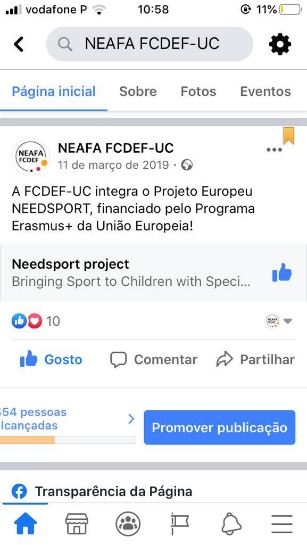 vodafone P
10:58
11%
NEAFA FCDEF-UC
Página inicial
Sobre
Fotos
Eventos
NEAFA
FCDEF
NEAFA FCDEF-UC
11 de março de 2019 ·
A FCDEF-UC integra o Projeto Europeu
NEEDSPORT, financiado pelo Programa
Erasmus+ da União Europeia!
Needsport project
Bringing Sport to Children with Speci...
10
Gosto
Comentar
Partilhar
454 pessoas
alcançadas
Promover publicação
Transparência da Página